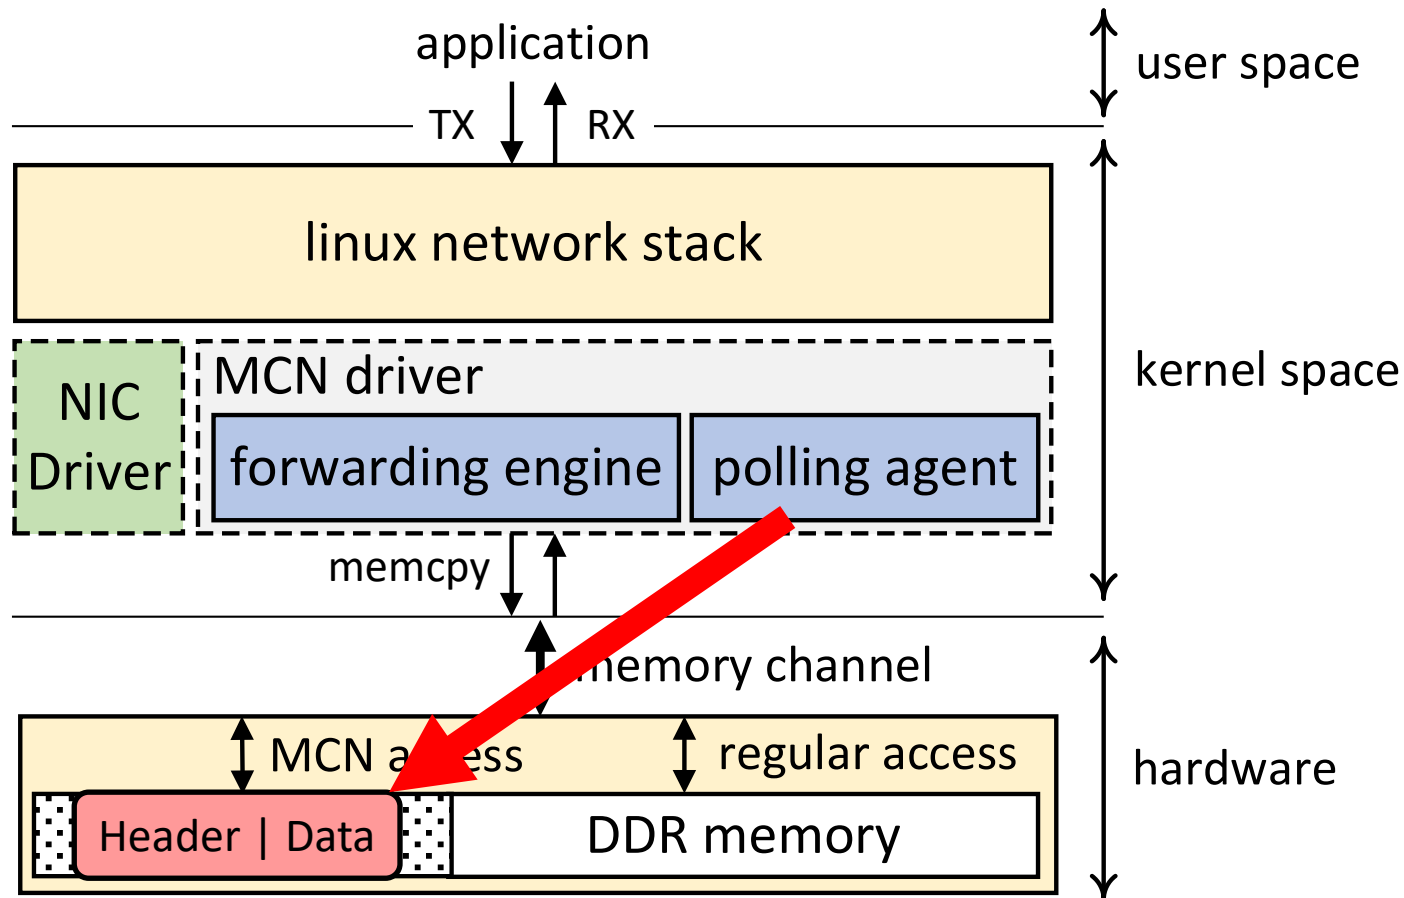 application
user space
TX
RX
linux network stack
kernel space
NIC
Driver
MCN driver
forwarding engine
polling agent
memcpy
memory channel
MCN access
regular access
hardware
Header | Data
DDR memory